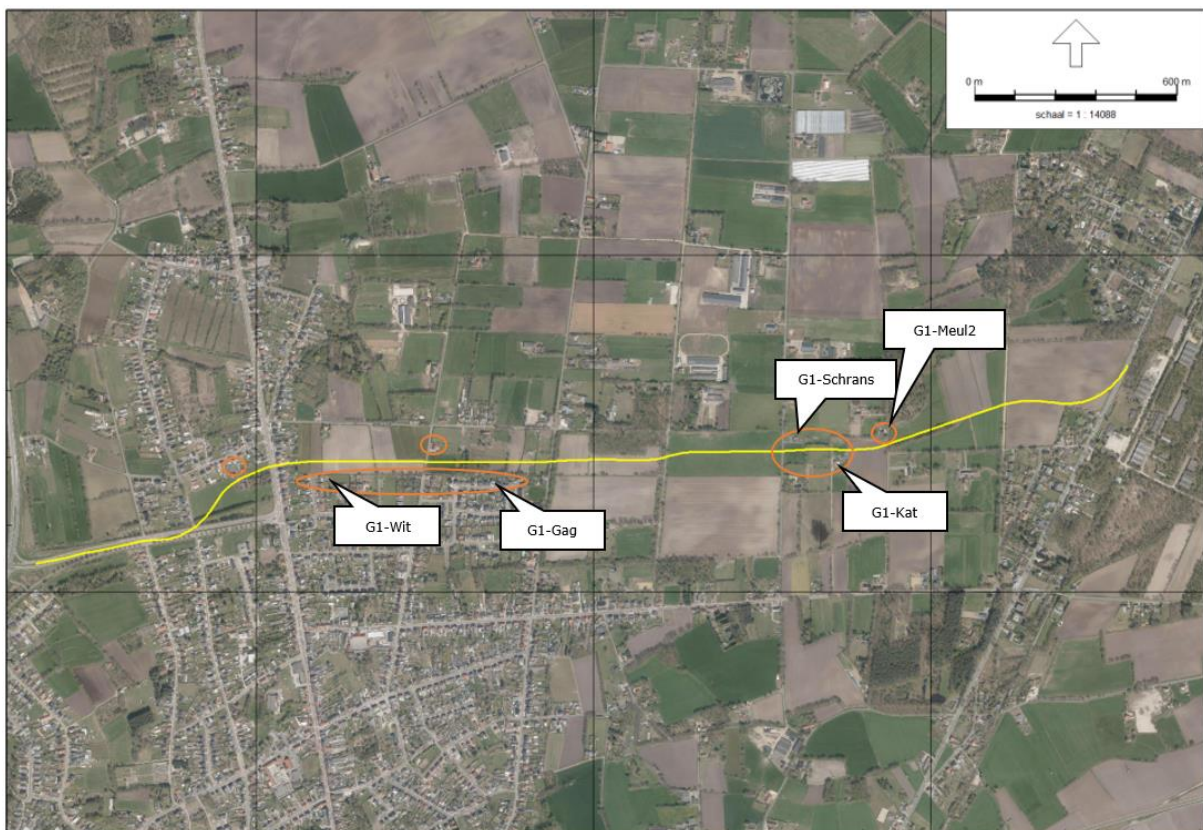 0 m 600 m
schaal = 1 : 14088
G1-Meul2
G1-Schrans
G1-Kat
G1-Wit
G1-Gag